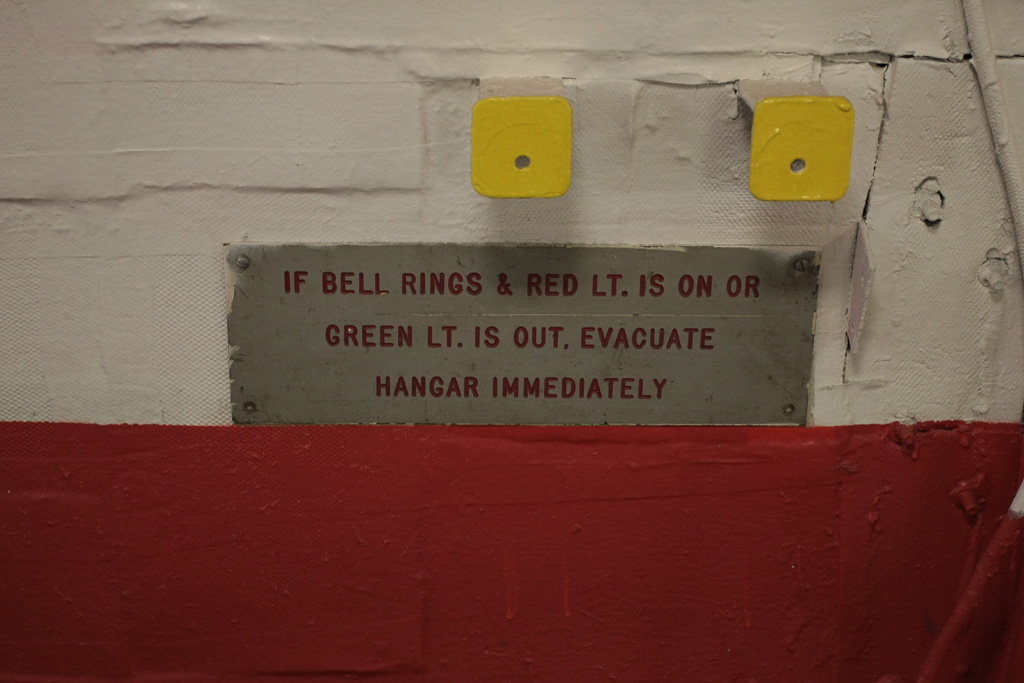 IF BELL RINGS & RED LT. IS ON OR
GREEN LT. IS OUT, EVACUATE
HANGAR IMMEDIATELY